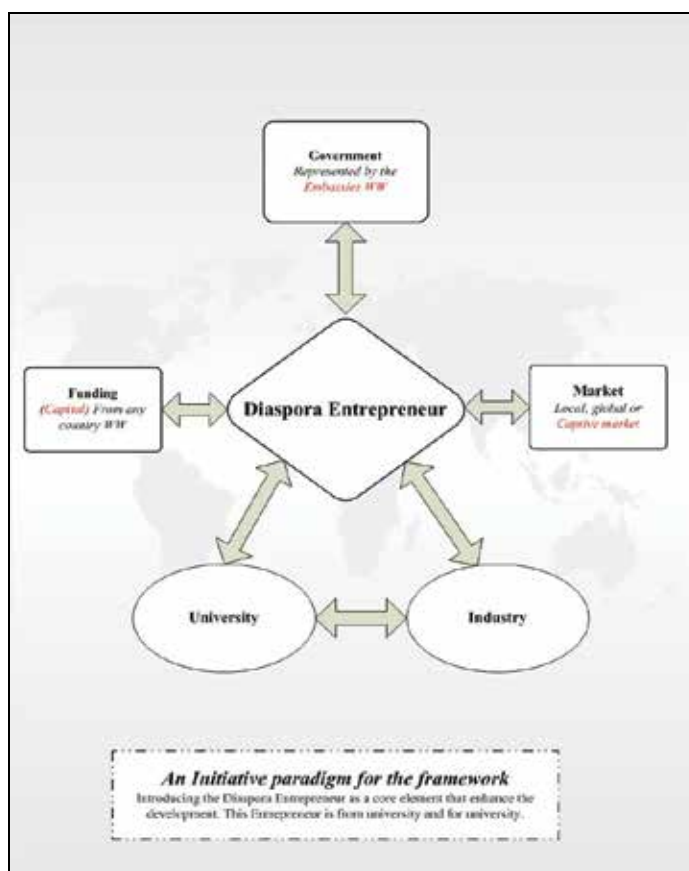 Government
Represented by the
Embassies WW
Funding
(Capital) From any
country WW
Diaspora Entrepreneur
Market
Local, global or
Captive market
University
Industry
An Initiative paradigm for the framework
Introducing the Diaspora Entrepreneur as a core element that enhance the
development. This Entrepreneur is from university and for university.